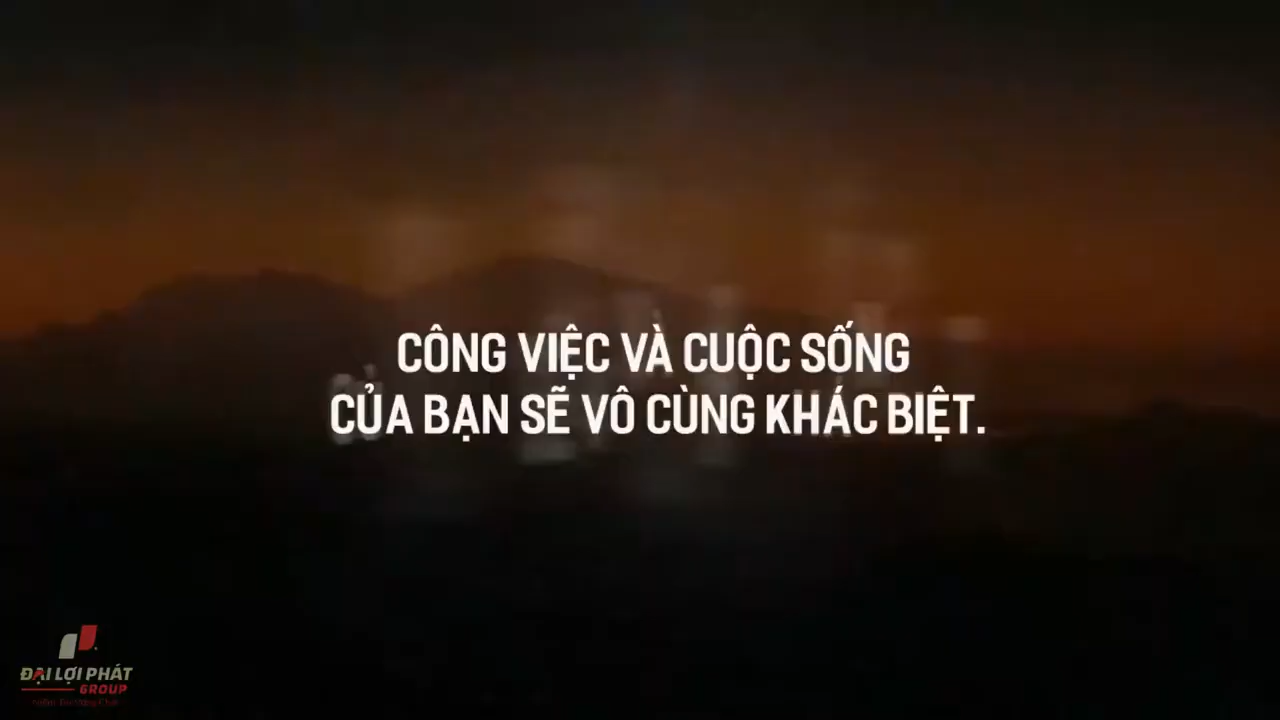 CÔNG VIỆC VÀ CUỘC SỐNG
CỦA BẠN SẼ VÔ CÙNG KHÁC BIỆT.
ĐẠI LỢI PHÁT
GROUP